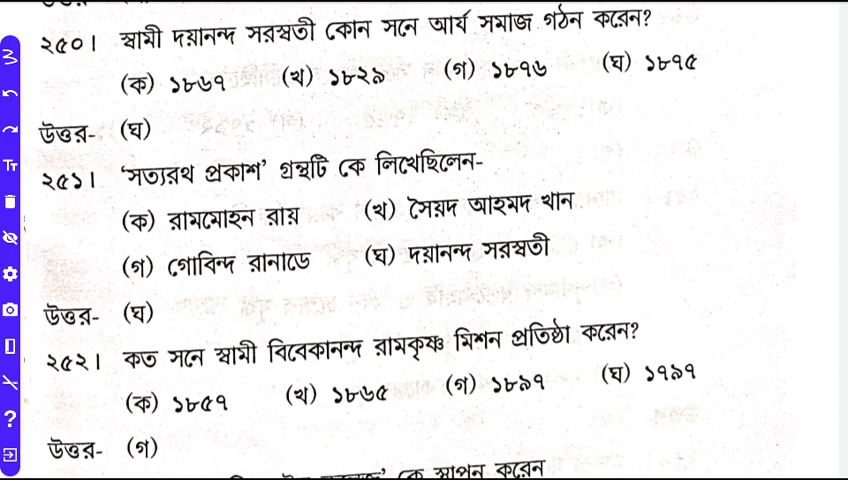 ২৫০। স্বামী দয়ানন্দ সরস্বতী কোন সনে আর্য সমাজ গঠন করেন?
(ক) ১৮৬৭ (খ) ১৮২৯ (গ) ১৮৭৬ (ঘ) ১৮৭৫
উত্তর- (ঘ)
২৫১। ‘সত্যরথ প্রকাশ’ গ্রন্থটি কে লিখেছিলেন-
(ক) রামমোহন রায় (খ) সৈয়দ আহমদ খান
(গ) গোবিন্দ রানাডে (ঘ) দয়ানন্দ সরস্বতী
উত্তর- (ঘ)
২৫২। কত সনে স্বামী বিবেকানন্দ রামকৃষ্ণ মিশন প্রতিষ্ঠা করেন?
(ক) ১৮৫৭ (খ) ১৮৬৫ (গ) ১৮৯৭ (ঘ) ১৭৯৭
উত্তর- (গ)
কে স্থাপন করেন